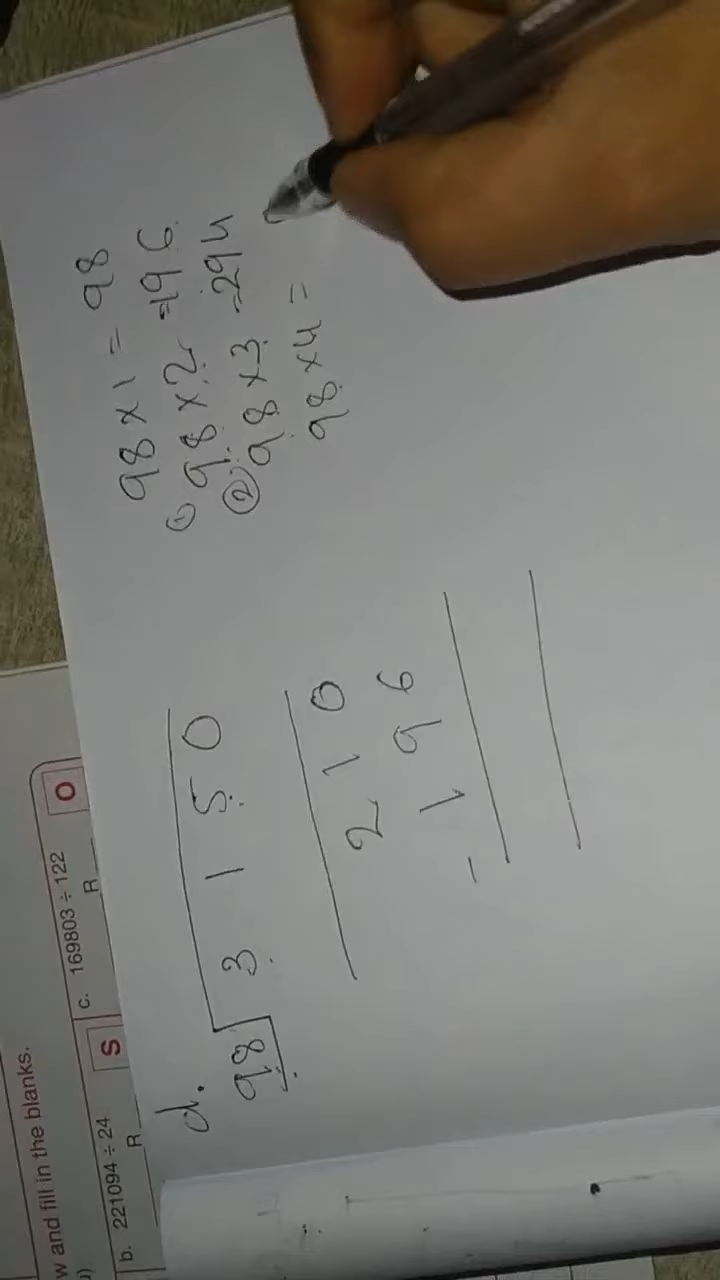 w and fill in the blanks.
b. 221094 ÷ 24
S
R
c. 169803 ÷ 122
O
R
d.
98 3 1 5 0
2 1 0
- 1 9 6
98 × 1 = 98
① 98 × 2 = 196
② 98 × 3 = 294
98 × 4 =